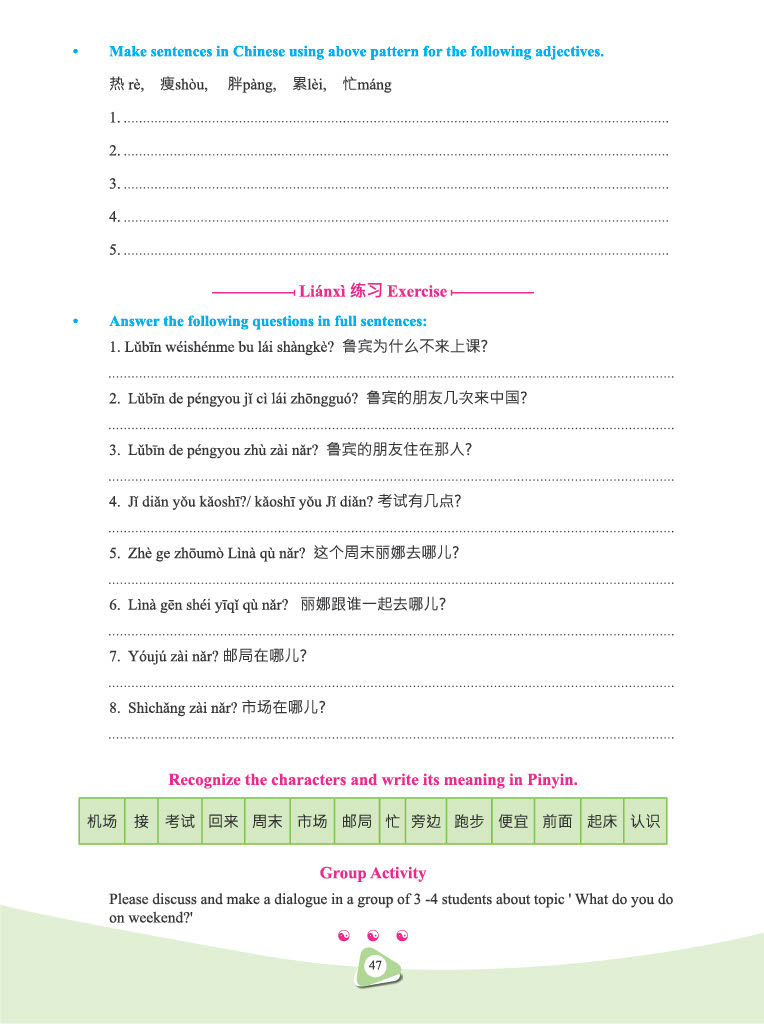 • Make sentences in Chinese using above pattern for the following adjectives.
热 rè, 瘦shòu, 胖pàng, 累lèi, 忙máng
1. ........................
2. ........................
3. ........................
4. ........................
5. ........................
Liánxì 练习 Exercise
• Answer the following questions in full sentences:
1. Lǔbīn wéishénme bu lái shàngkè? 鲁宾为什么不来上课?
2. Lǔbīn de péngyou jǐ cì lái zhōngguó? 鲁宾的朋友几次来中国?
3. Lǔbīn de péngyou zhù zài nǎr? 鲁宾的朋友住在那人?
4. Jǐ diǎn yǒu kǎoshī?/ kǎoshī yǒu Jǐ diǎn? 考试有几点?
5. Zhè ge zhōumò Lìnà qù nǎr? 这个周末丽娜去哪儿?
6. Lìnà gēn shéi yīqǐ qù nǎr? 丽娜跟谁一起去哪儿?
7. Yóujú zài nǎr? 邮局在哪儿?
8. Shìchǎng zài nǎr? 市场在哪儿?
Recognize the characters and write its meaning in Pinyin.
机场 接 考试 回来 周末 市场 邮局 忙 旁边 跑步 便宜 前面 起床 认识
Group Activity
Please discuss and make a dialogue in a group of 3 -4 students about topic ' What do you do
on weekend?'
47